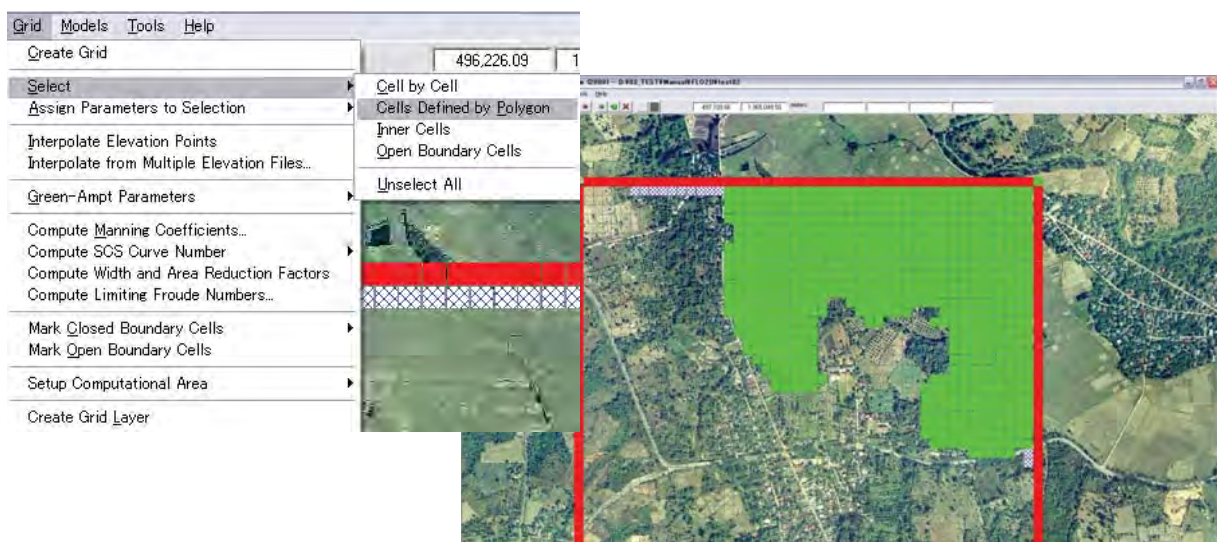 Grid Models Tools Help
Create Grid
496,226.09 1
Select
Assign Parameters to Selection
Interpolate Elevation Points
Interpolate from Multiple Elevation Files...
Green-Ampt Parameters
Compute Manning Coefficients...
Compute SCS Curve Number
Compute Width and Area Reduction Factors
Compute Limiting Froude Numbers...
Mark Closed Boundary Cells
Mark Open Boundary Cells
Setup Computational Area
Create Grid Layer
Cell by Cell
Cells Defined by Polygon
Inner Cells
Open Boundary Cells
Unselect All